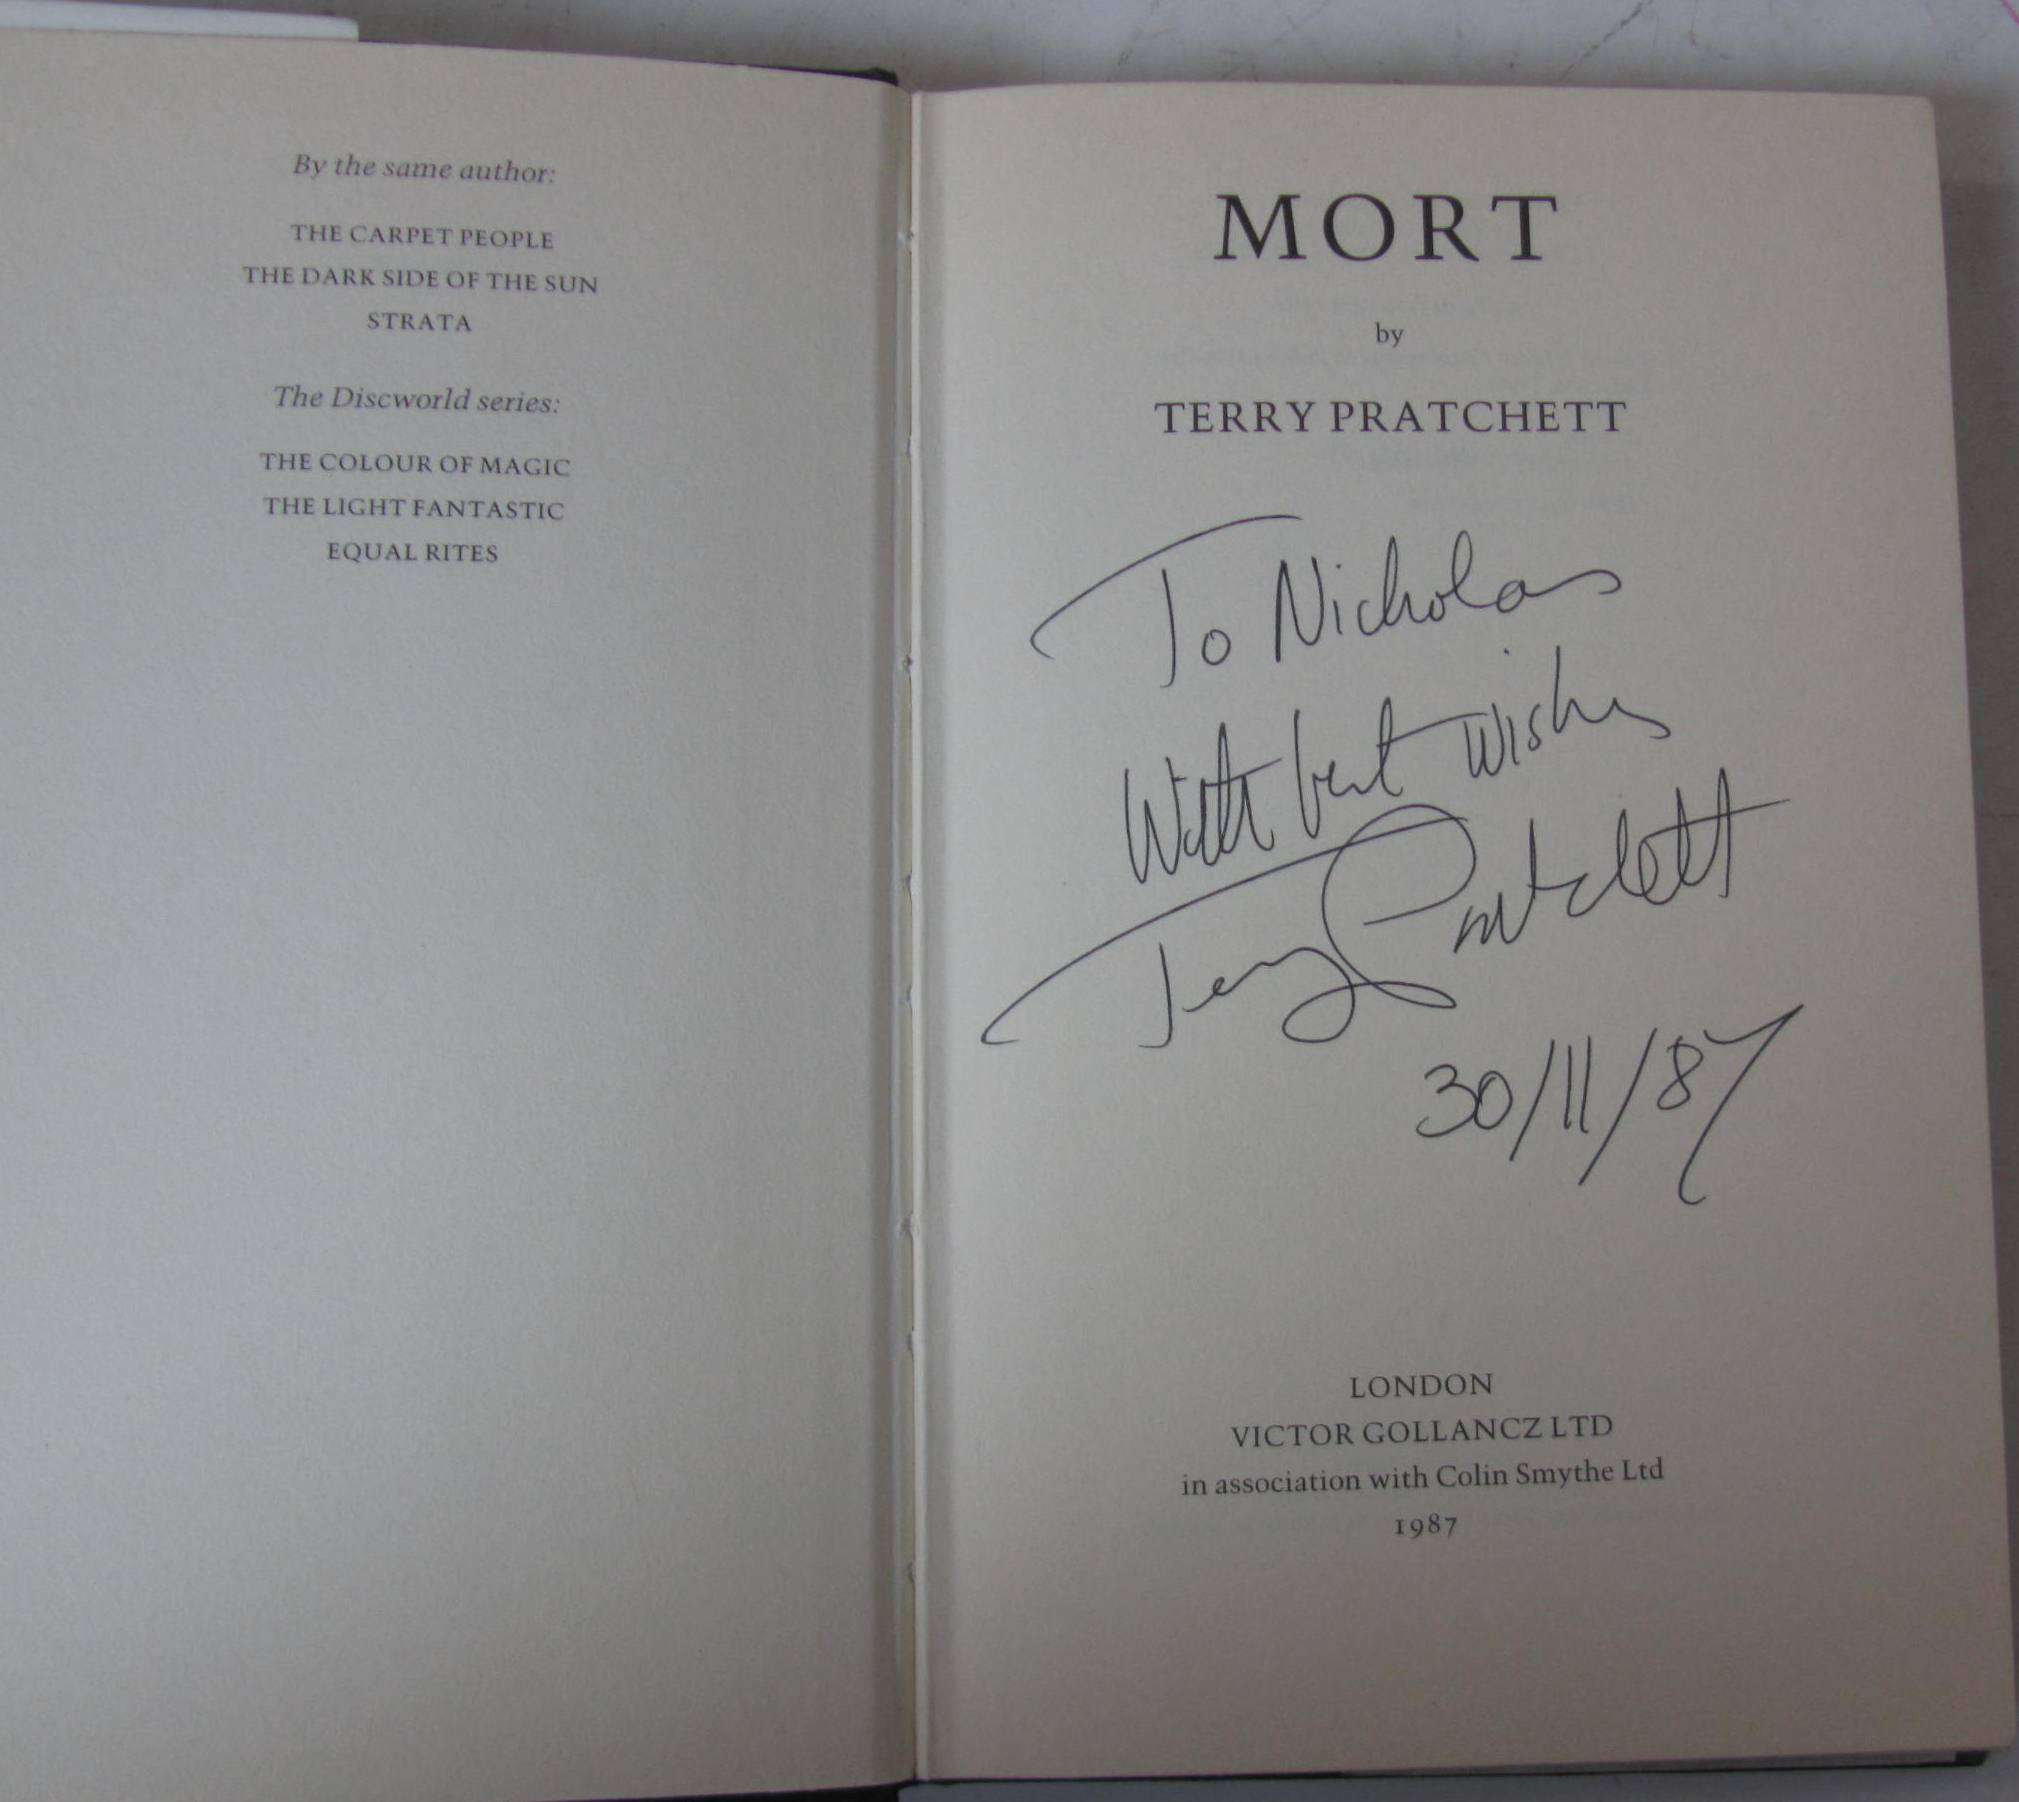 By the same author:
THE CARPET PEOPLE
THE DARK SIDE OF THE SUN
STRATA
The Discworld series:
THE COLOUR OF MAGIC
THE LIGHT FANTASTIC
EQUAL RITES
MORT
by
TERRY PRATCHETT
To Nicholas
With best wishes
Terry Pratchett
30/11/87
LONDON
VICTOR GOLLANCZ LTD
in association with Colin Smythe Ltd
1987